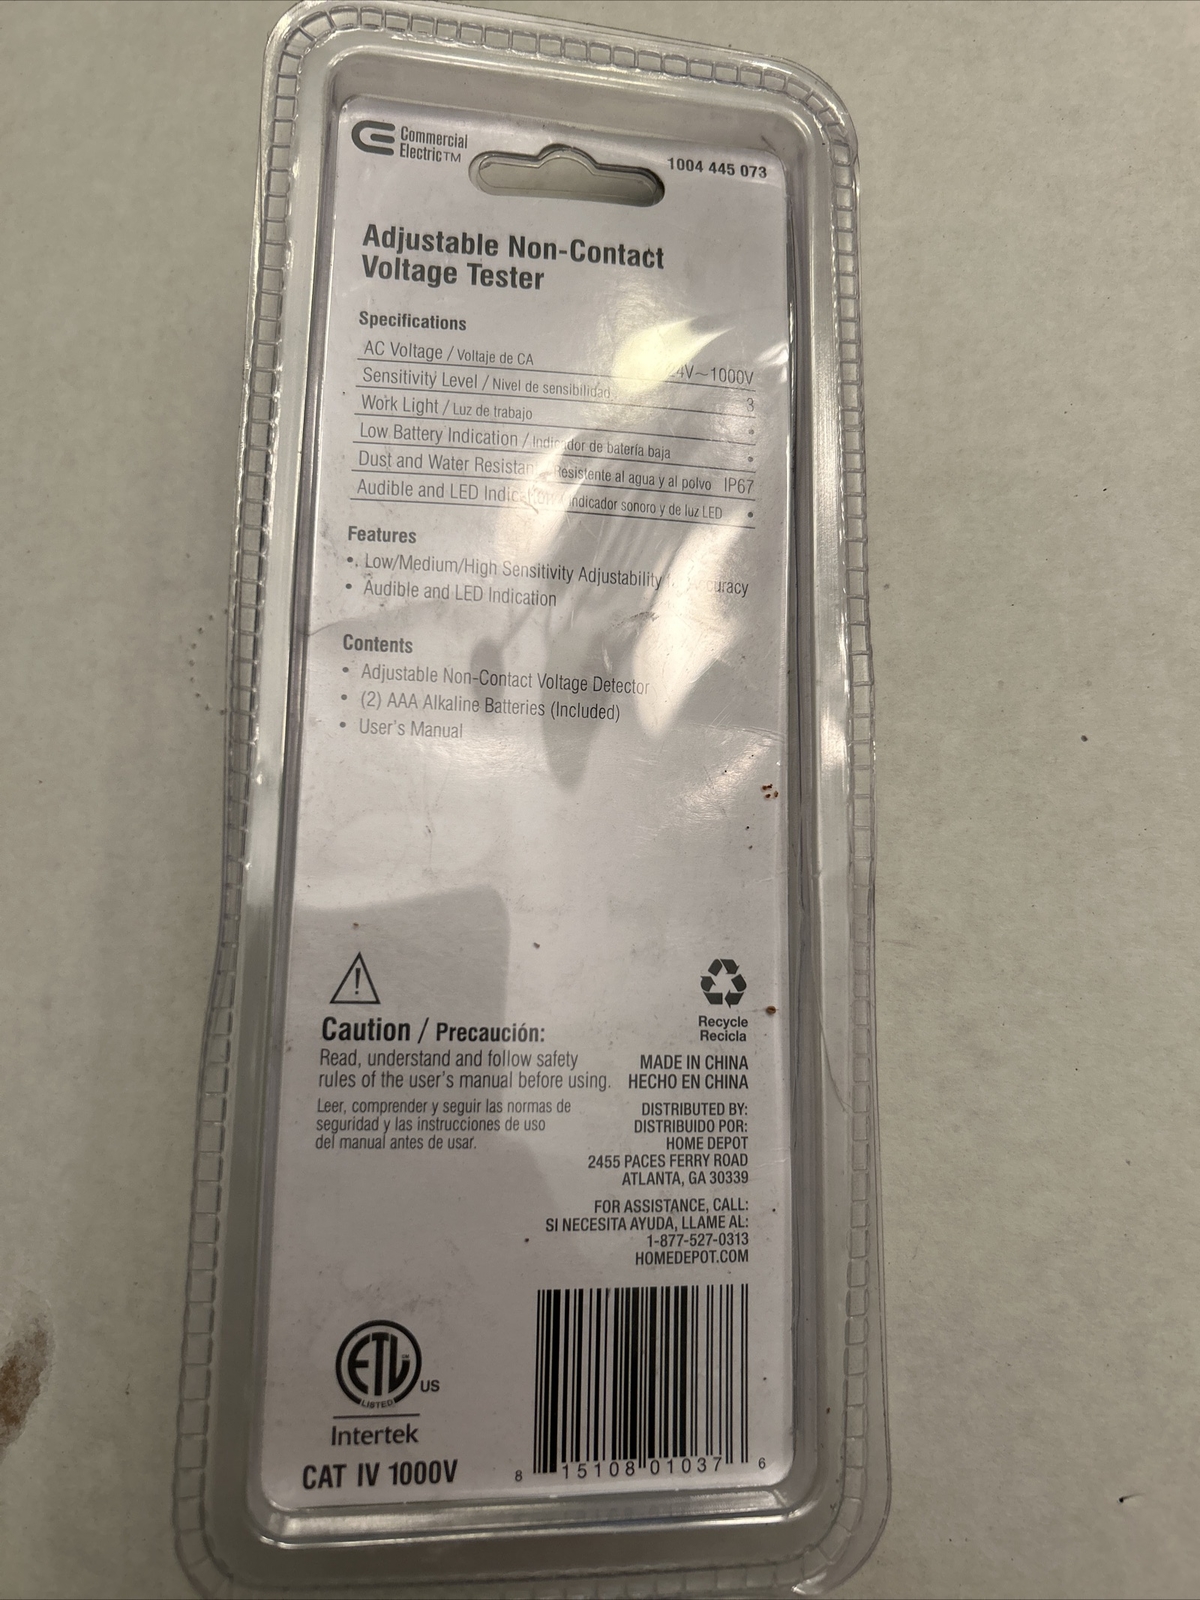 Commercial
Electric™
1004 445 073
Adjustable Non-Contact
Voltage Tester
Specifications
AC Voltage / Voltaje de CA 4V~1000V
Sensitivity Level / Nivel de sensibilidad 3
Work Light / Luz de trabajo •
Low Battery Indication / Indicador de batería baja •
Dust and Water Resistant Resistente al agua y al polvo IP67
Audible and LED / Indicador sonoro y de luz LED •
Features
• Low/Medium/High Sensitivity Adjustability
• Audible and LED Indication
Contents
• Adjustable Non-Contact Voltage Detector
• (2) AAA Alkaline Batteries (Included)
• User's Manual
Caution / Precaución:
Read, understand and follow safety
rules of the user's manual before using.
Leer, comprender y seguir las normas de
seguridad y las instrucciones de uso
del manual antes de usar.
Recycle
Recicla
MADE IN CHINA
HECHO EN CHINA
DISTRIBUTED BY:
DISTRIBUIDO POR:
HOME DEPOT
2455 PACES FERRY ROAD
ATLANTA, GA 30339
FOR ASSISTANCE, CALL:
SI NECESITA AYUDA, LLAME AL:
1-877-527-0313
HOMEDEPOT.COM
ETL
LISTED
US
Intertek
CAT IV 1000V
8 15108 01037 6